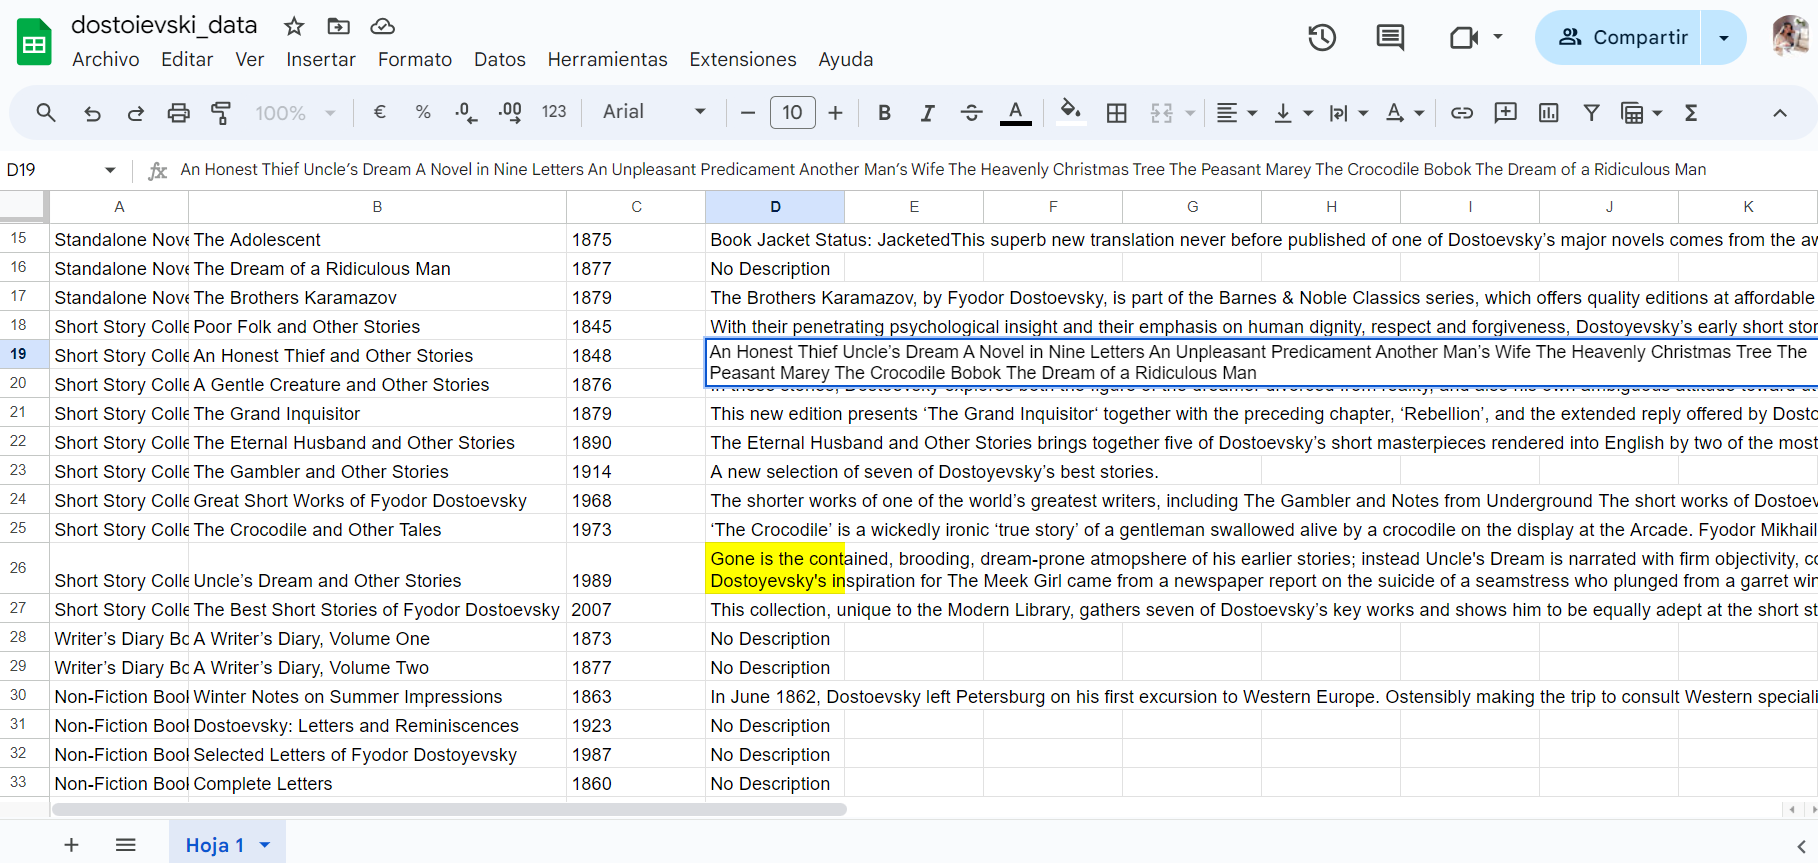 dostoievski_data
Archivo Editar Ver Insertar Formato Datos Herramientas Extensiones Ayuda
Compartir
100% € % .0 .00 123 Arial 10 B I A A Σ
D19 fx An Honest Thief Uncle’s Dream A Novel in Nine Letters An Unpleasant Predicament Another Man’s Wife The Heavenly Christmas Tree The Peasant Marey The Crocodile Bobok The Dream of a Ridiculous Man
A B C D E F G H I J K
15 Standalone Nove The Adolescent 1875 Book Jacket Status: JacketedThis superb new translation never before published of one of Dostoevsky’s major novels comes from the aw
16 Standalone Nove The Dream of a Ridiculous Man 1877 No Description
17 Standalone Nove The Brothers Karamazov 1879 The Brothers Karamazov, by Fyodor Dostoevsky, is part of the Barnes & Noble Classics series, which offers quality editions at affordable
18 Short Story Colle Poor Folk and Other Stories 1845 With their penetrating psychological insight and their emphasis on human dignity, respect and forgiveness, Dostoyevsky’s early short stor
19 Short Story Colle An Honest Thief and Other Stories 1848 An Honest Thief Uncle’s Dream A Novel in Nine Letters An Unpleasant Predicament Another Man’s Wife The Heavenly Christmas Tree The
Peasant Marey The Crocodile Bobok The Dream of a Ridiculous Man
20 Short Story Colle A Gentle Creature and Other Stories 1876
21 Short Story Colle The Grand Inquisitor 1879 This new edition presents ‘The Grand Inquisitor‘ together with the preceding chapter, ‘Rebellion’, and the extended reply offered by Dosto
22 Short Story Colle The Eternal Husband and Other Stories 1890 The Eternal Husband and Other Stories brings together five of Dostoevsky’s short masterpieces rendered into English by two of the most
23 Short Story Colle The Gambler and Other Stories 1914 A new selection of seven of Dostoyevsky’s best stories.
24 Short Story Colle Great Short Works of Fyodor Dostoevsky 1968 The shorter works of one of the world’s greatest writers, including The Gambler and Notes from Underground The short works of Dostoev
25 Short Story Colle The Crocodile and Other Tales 1973 ‘The Crocodile’ is a wickedly ironic ‘true story’ of a gentleman swallowed alive by a crocodile on the display at the Arcade. Fyodor Mikhail
Gone is the contained, brooding, dream-prone atmopshere of his earlier stories; instead Uncle's Dream is narrated with firm objectivity, co
26 Short Story Colle Uncle’s Dream and Other Stories 1989 Dostoyevsky's inspiration for The Meek Girl came from a newspaper report on the suicide of a seamstress who plunged from a garret win
27 Short Story Colle The Best Short Stories of Fyodor Dostoevsky 2007 This collection, unique to the Modern Library, gathers seven of Dostoevsky’s key works and shows him to be equally adept at the short st
28 Writer’s Diary Bo A Writer’s Diary, Volume One 1873 No Description
29 Writer’s Diary Bo A Writer’s Diary, Volume Two 1877 No Description
30 Non-Fiction Book Winter Notes on Summer Impressions 1863 In June 1862, Dostoevsky left Petersburg on his first excursion to Western Europe. Ostensibly making the trip to consult Western speciali
31 Non-Fiction Book Dostoevsky: Letters and Reminiscences 1923 No Description
32 Non-Fiction Book Selected Letters of Fyodor Dostoyevsky 1987 No Description
33 Non-Fiction Book Complete Letters 1860 No Description
Hoja 1